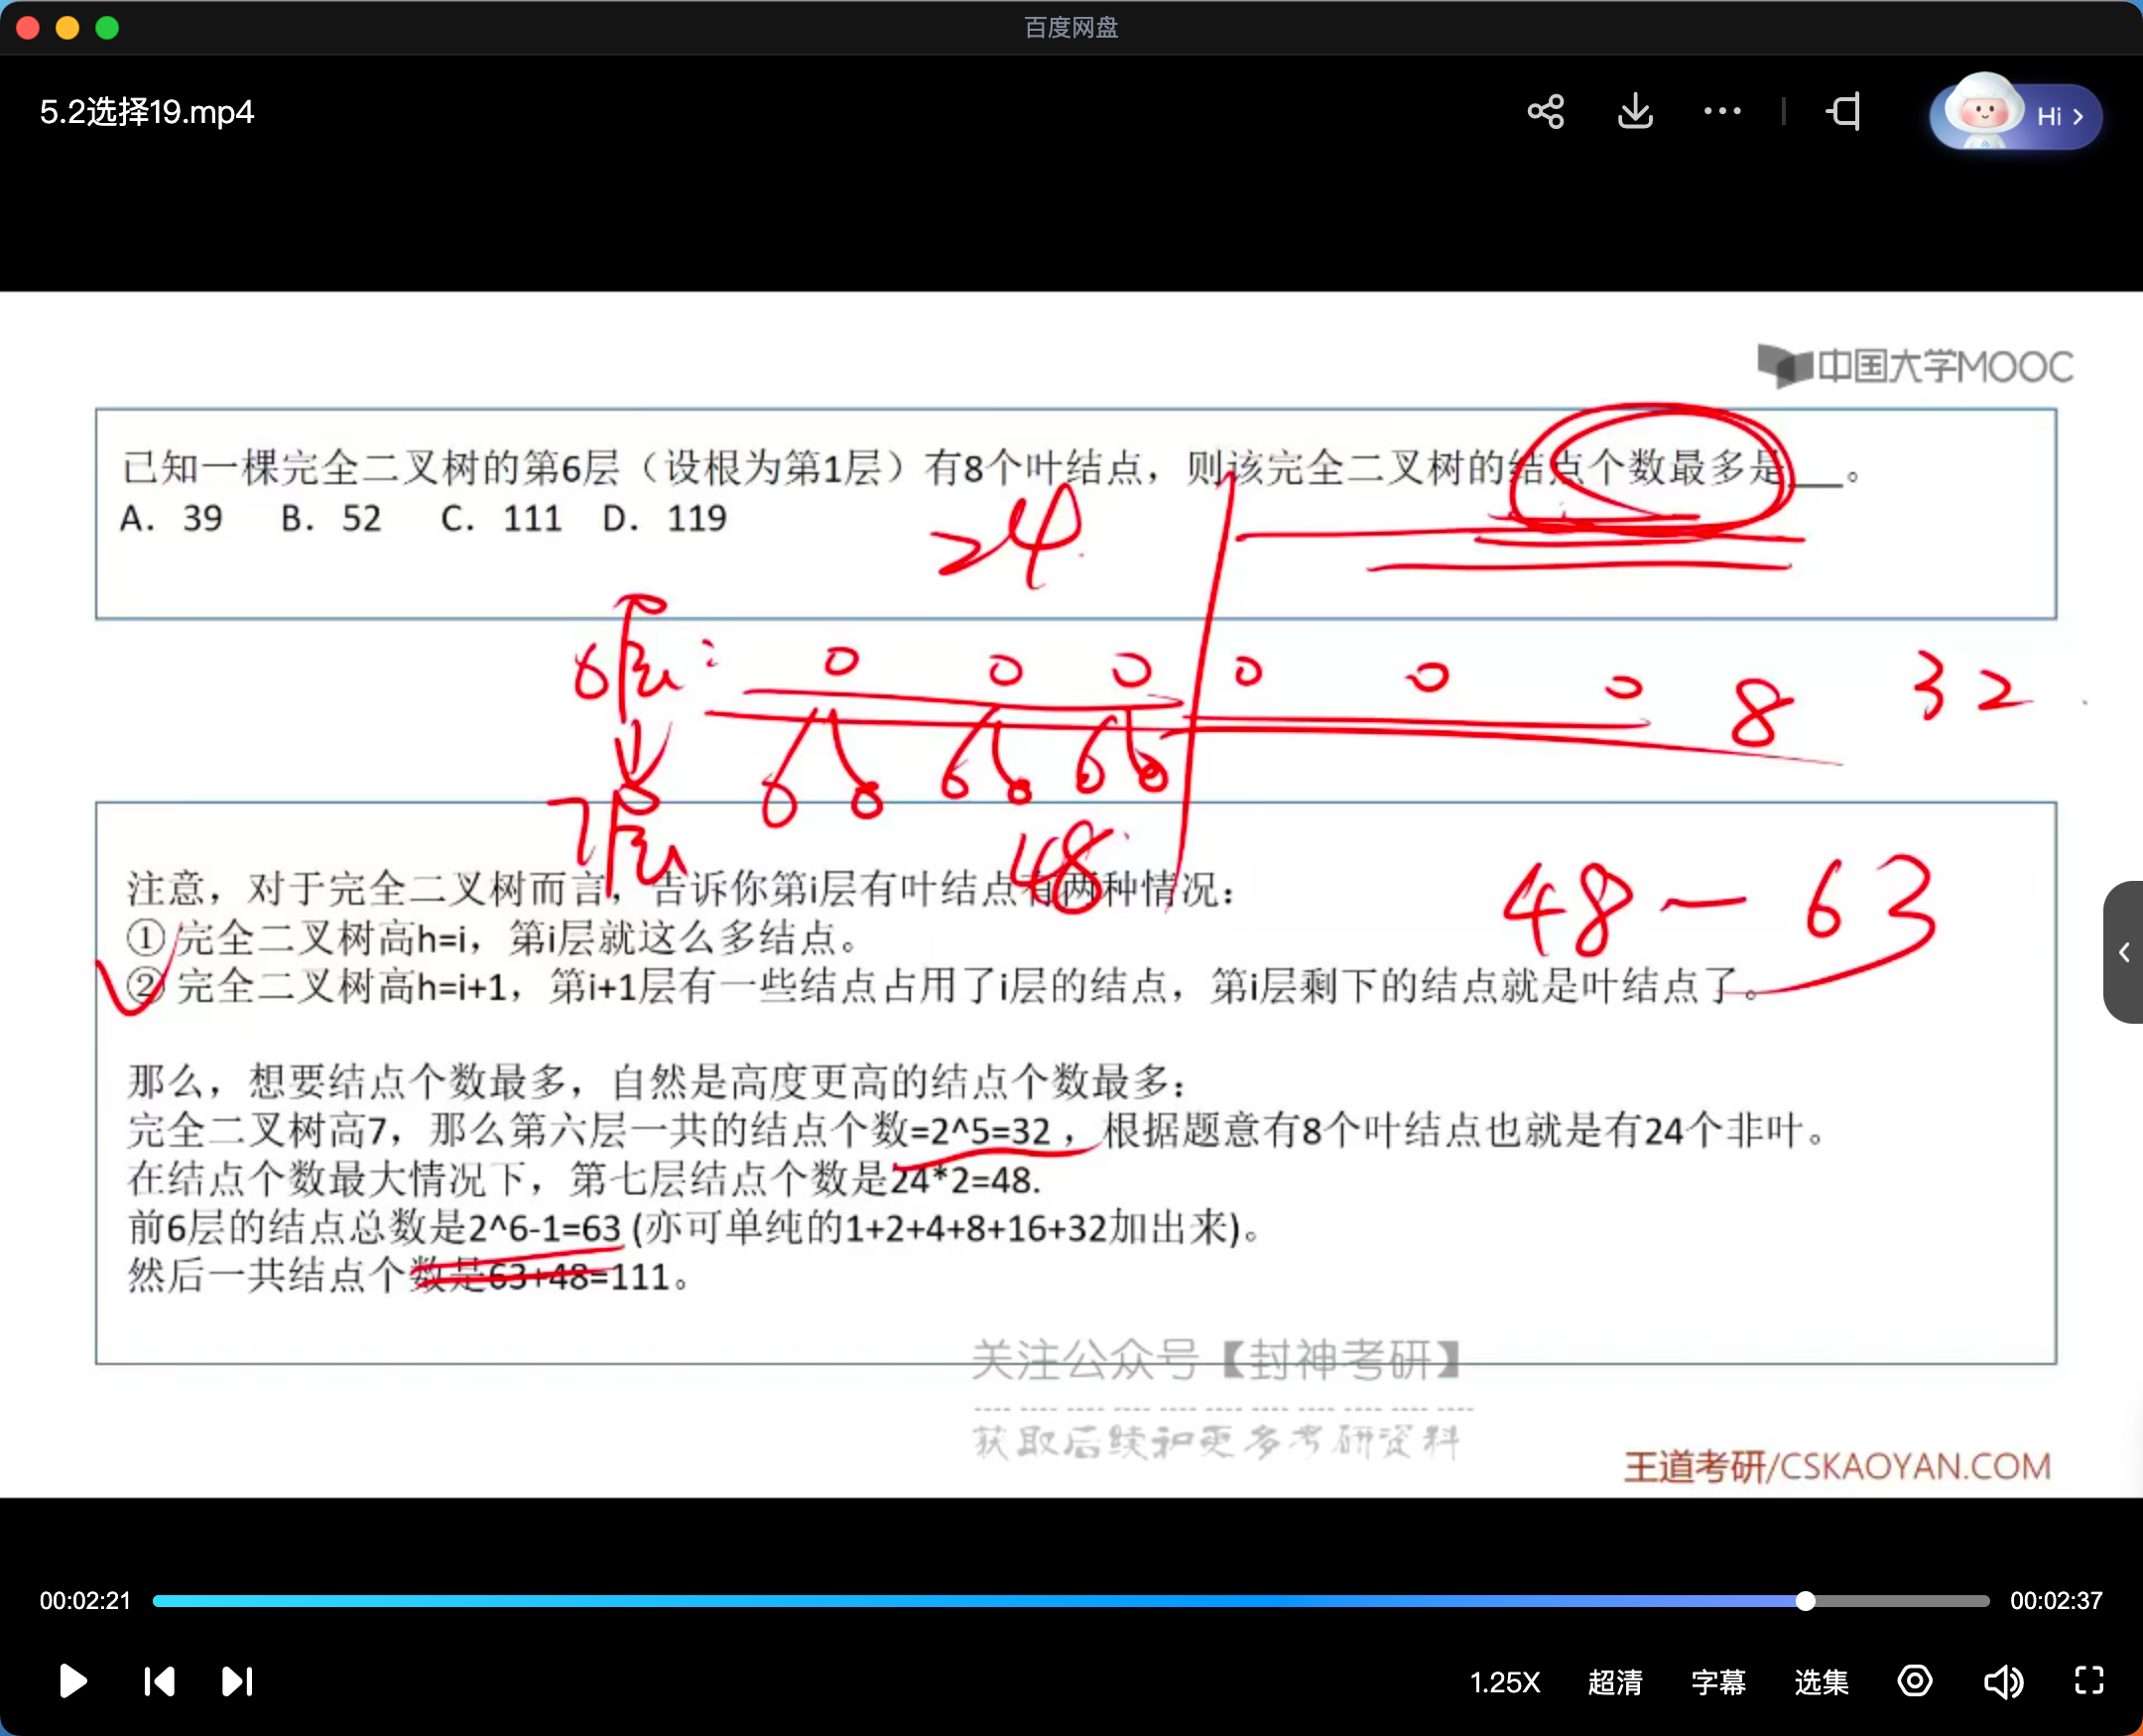 百度网盘
5.2选择19.mp4
Hi
中国大学MOOC
已知一棵完全二叉树的第6层（设根为第1层）有8个叶结点，则该完全二叉树的结点个数最多是___。
A. 39 B. 52 C. 111 D. 119
24
6层: 0 0 0 0 0 0 8 32
7层
48
48 — 63
注意，对于完全二叉树而言，告诉你第i层有叶结点有两种情况：
①完全二叉树高h=i，第i层就这么多结点。
②完全二叉树高h=i+1，第i+1层有一些结点占用了i层的结点，第i层剩下的结点就是叶结点了。
那么，想要结点个数最多，自然是高度更高的结点个数最多：
完全二叉树高7，那么第六层一共的结点个数=2^5=32，根据题意有8个叶结点也就是有24个非叶。
在结点个数最大情况下，第七层结点个数是24*2=48.
前6层的结点总数是2^6-1=63 (亦可单纯的1+2+4+8+16+32加出来)。
然后一共结点个数是63+48=111。
关注公众号【封神考研】
获取后续和更多考研资料
王道考研/CSKAOYAN.COM
00:02:21
00:02:37
1.25X 超清 字幕 选集